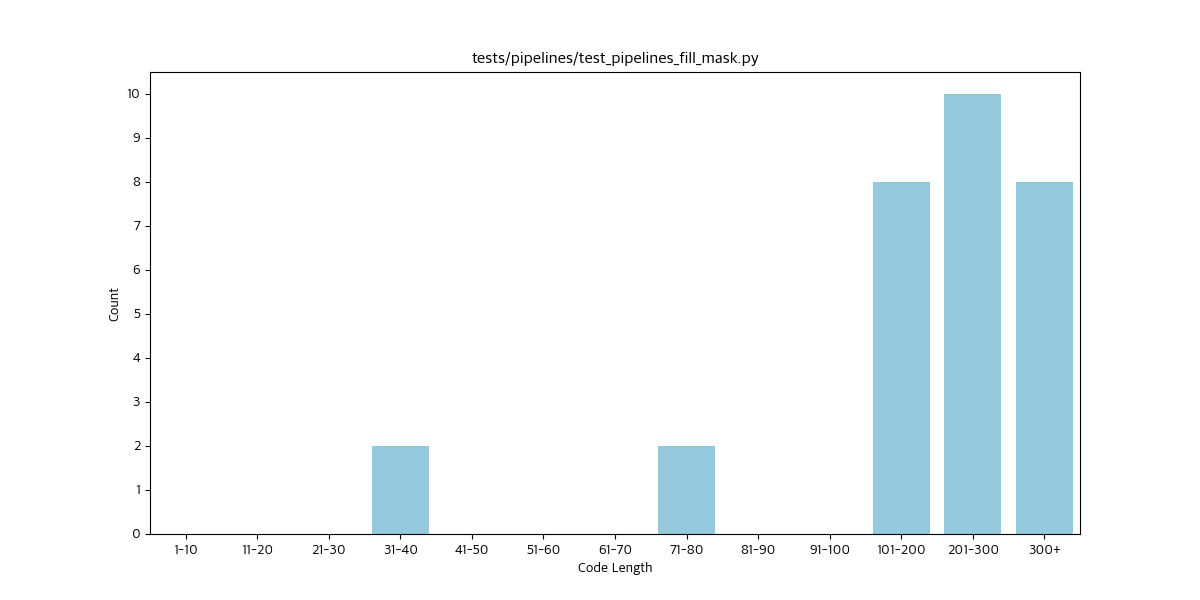 tests/pipelines/test_pipelines_fill_mask.py
10
9
8
7
6
5
4
3
2
1
0
Count
1-10 11-20 21-30 31-40 41-50 51-60 61-70 71-80 81-90 91-100 101-200 201-300 300+
Code Length